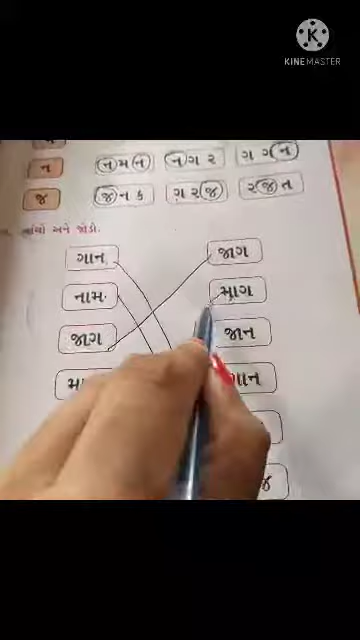 KINEMASTER
ન નમન નગર ગગન
જ જનક ગરજ રજત
વાંચો અને જોડો.
ગાન જાગ
નામ માગ
જાગ જાન
ગાન